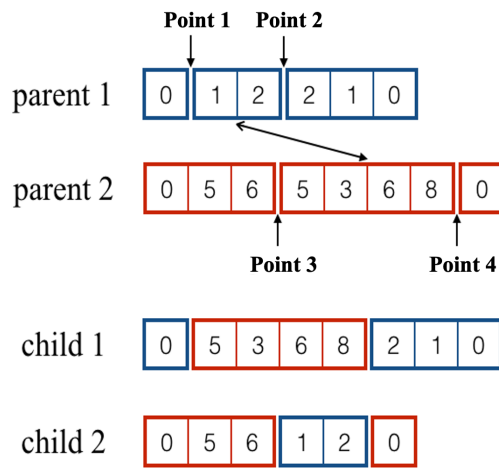 Point 1 Point 2
parent 1 0 1 2 2 1 0
parent 2 0 5 6 5 3 6 8 0
Point 3 Point 4
child 1 0 5 3 6 8 2 1 0
child 2 0 5 6 1 2 0